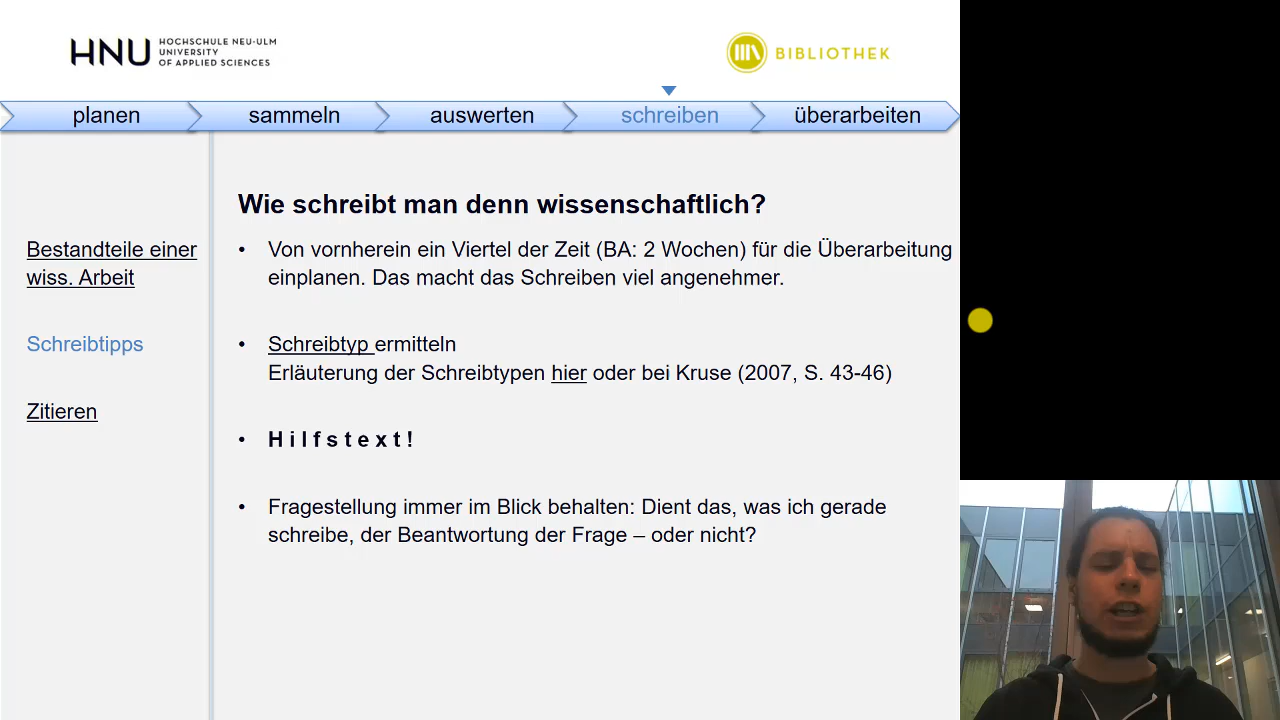 HNU HOCHSCHULE NEU-ULM
UNIVERSITY
OF APPLIED SCIENCES
BIBLIOTHEK
planen
sammeln
auswerten
schreiben
überarbeiten
Bestandteile einer
wiss. Arbeit
Schreibtipps
Zitieren
Wie schreibt man denn wissenschaftlich?
• Von vornherein ein Viertel der Zeit (BA: 2 Wochen) für die Überarbeitung
einplanen. Das macht das Schreiben viel angenehmer.
• Schreibtyp ermitteln
Erläuterung der Schreibtypen hier oder bei Kruse (2007, S. 43-46)
• H i l f s t e x t !
• Fragestellung immer im Blick behalten: Dient das, was ich gerade
schreibe, der Beantwortung der Frage – oder nicht?